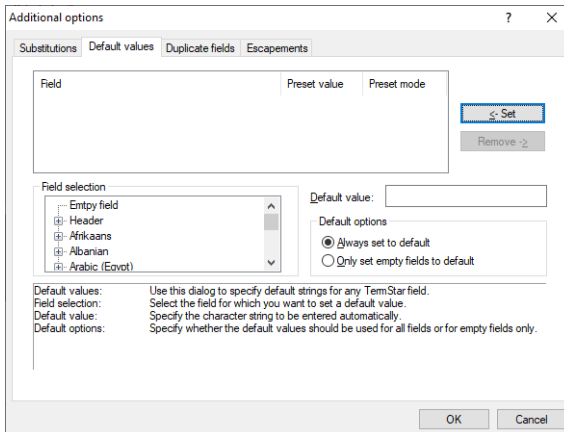 Additional options
?
Substitutions Default values Duplicate fields Escapements
Field Preset value Preset mode
<- Set
Remove ->
Field selection
Emtpy field
Header
Afrikaans
Albanian
Arabic (Egypt)
Default value:
Default options
Always set to default
Only set empty fields to default
Default values: Use this dialog to specify default strings for any TermStar field.
Field selection: Select the field for which you want to set a default value.
Default value: Specify the character string to be entered automatically.
Default options: Specify whether the default values should be used for all fields or for empty fields only.
OK Cancel